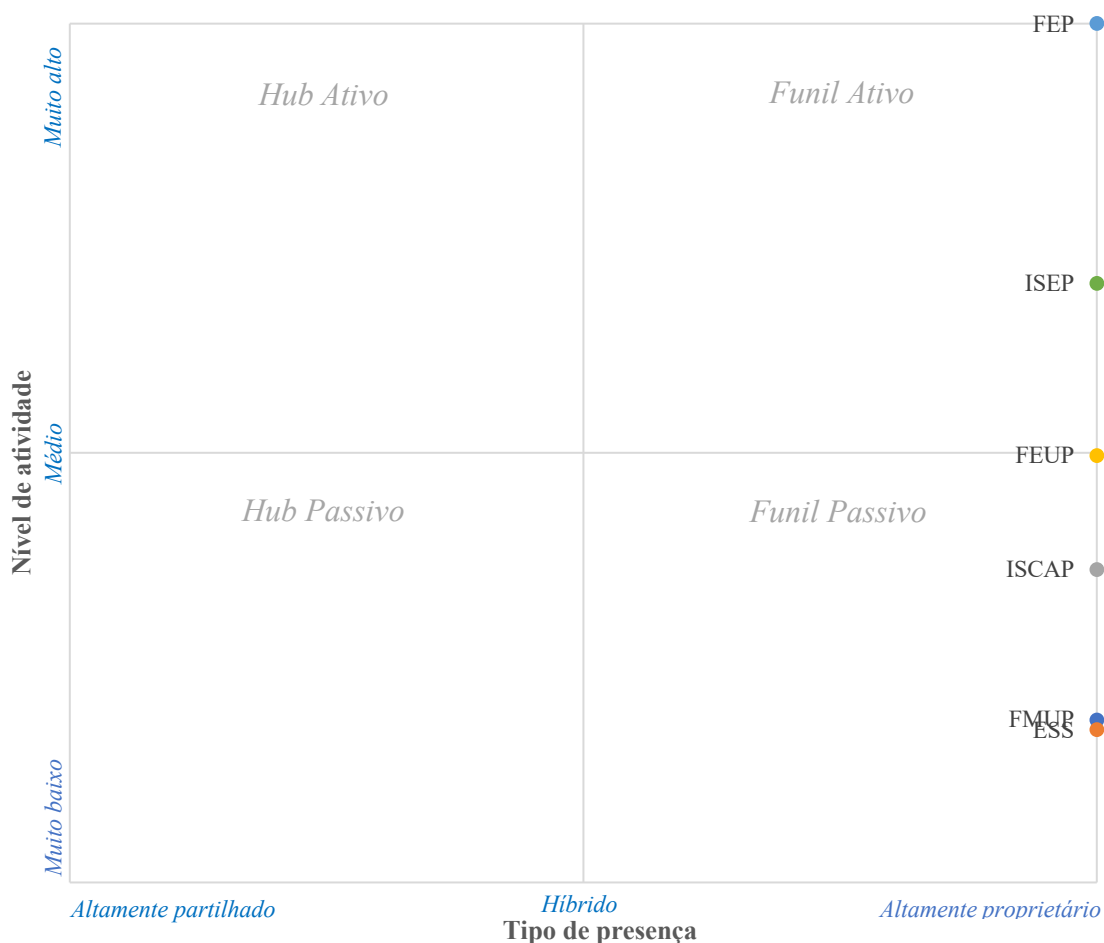 FEP
Muito alto
Hub Ativo
Funil Ativo
ISEP
Nível de atividade
Médio
FEUP
Hub Passivo
Funil Passivo
ISCAP
FMUP
ESS
Muito baixo
Altamente partilhado
Híbrido
Altamente proprietário
Tipo de presença